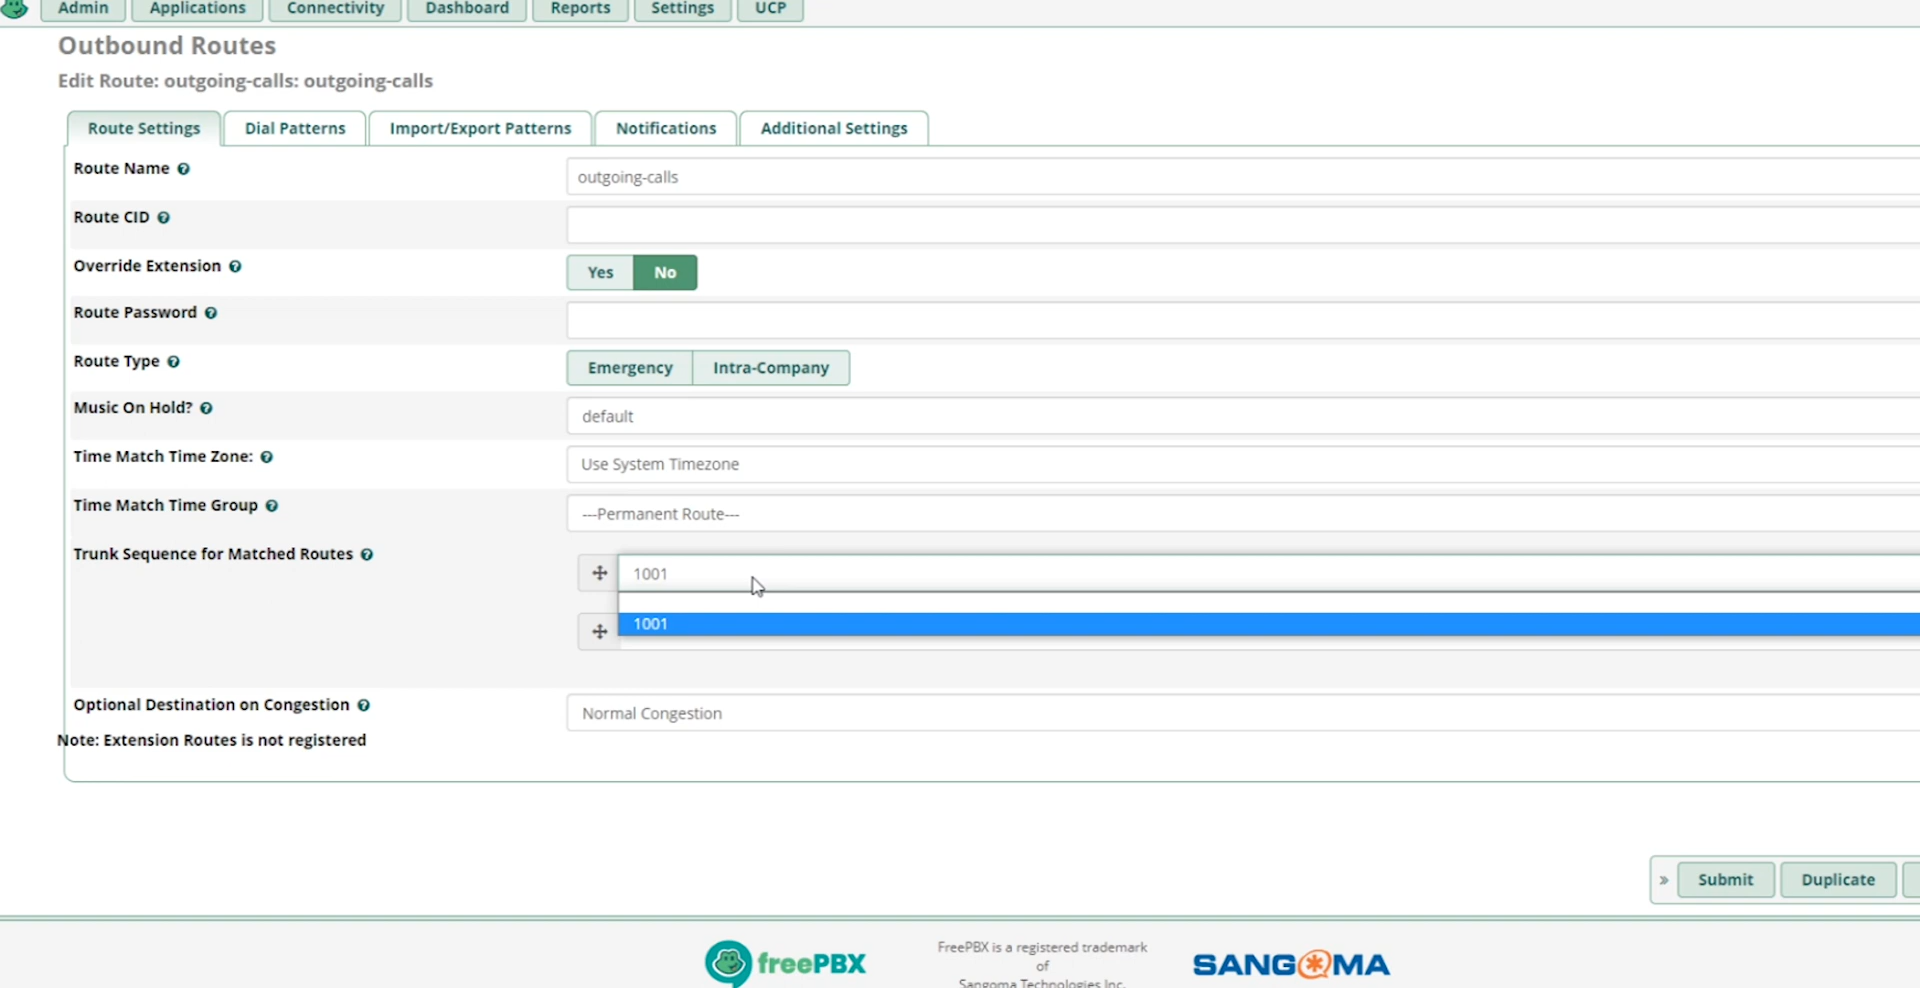 Admin Applications Connectivity Dashboard Reports Settings UCP
Outbound Routes
Edit Route: outgoing-calls: outgoing-calls
Route Settings Dial Patterns Import/Export Patterns Notifications Additional Settings
Route Name outgoing-calls
Route CID
Override Extension Yes No
Route Password
Route Type Emergency Intra-Company
Music On Hold? default
Time Match Time Zone: Use System Timezone
Time Match Time Group ---Permanent Route---
Trunk Sequence for Matched Routes 1001
1001
Optional Destination on Congestion Normal Congestion
Note: Extension Routes is not registered
» Submit Duplicate
freePBX
FreePBX is a registered trademark
of
Sangoma Technologies Inc.
SANGOMA